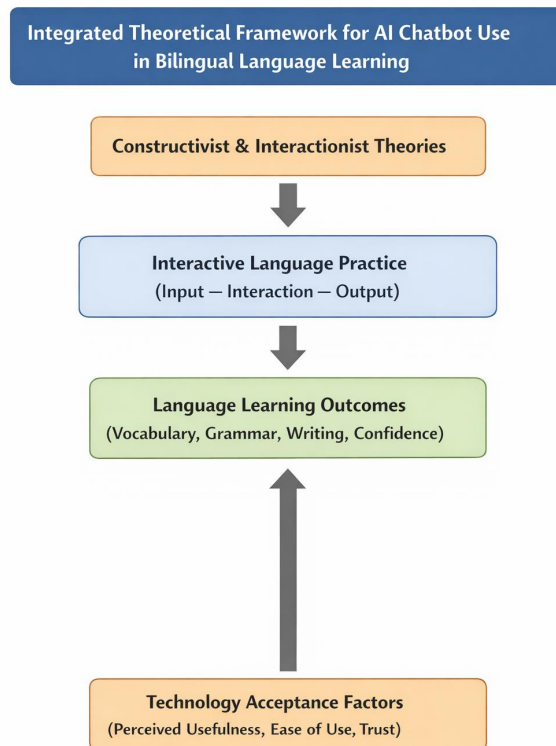 Integrated Theoretical Framework for AI Chatbot Use
in Bilingual Language Learning
Constructivist & Interactionist Theories
Interactive Language Practice
(Input — Interaction — Output)
Language Learning Outcomes
(Vocabulary, Grammar, Writing, Confidence)
Technology Acceptance Factors
(Perceived Usefulness, Ease of Use, Trust)